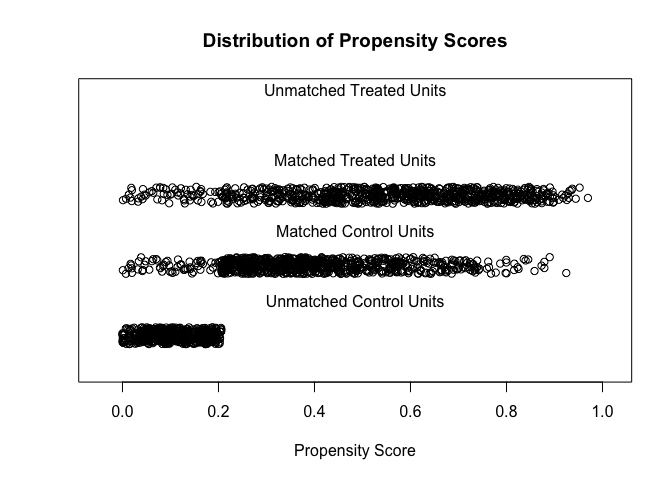 Distribution of Propensity Scores
Unmatched Treated Units
Matched Treated Units
Matched Control Units
Unmatched Control Units
0.0 0.2 0.4 0.6 0.8 1.0
Propensity Score